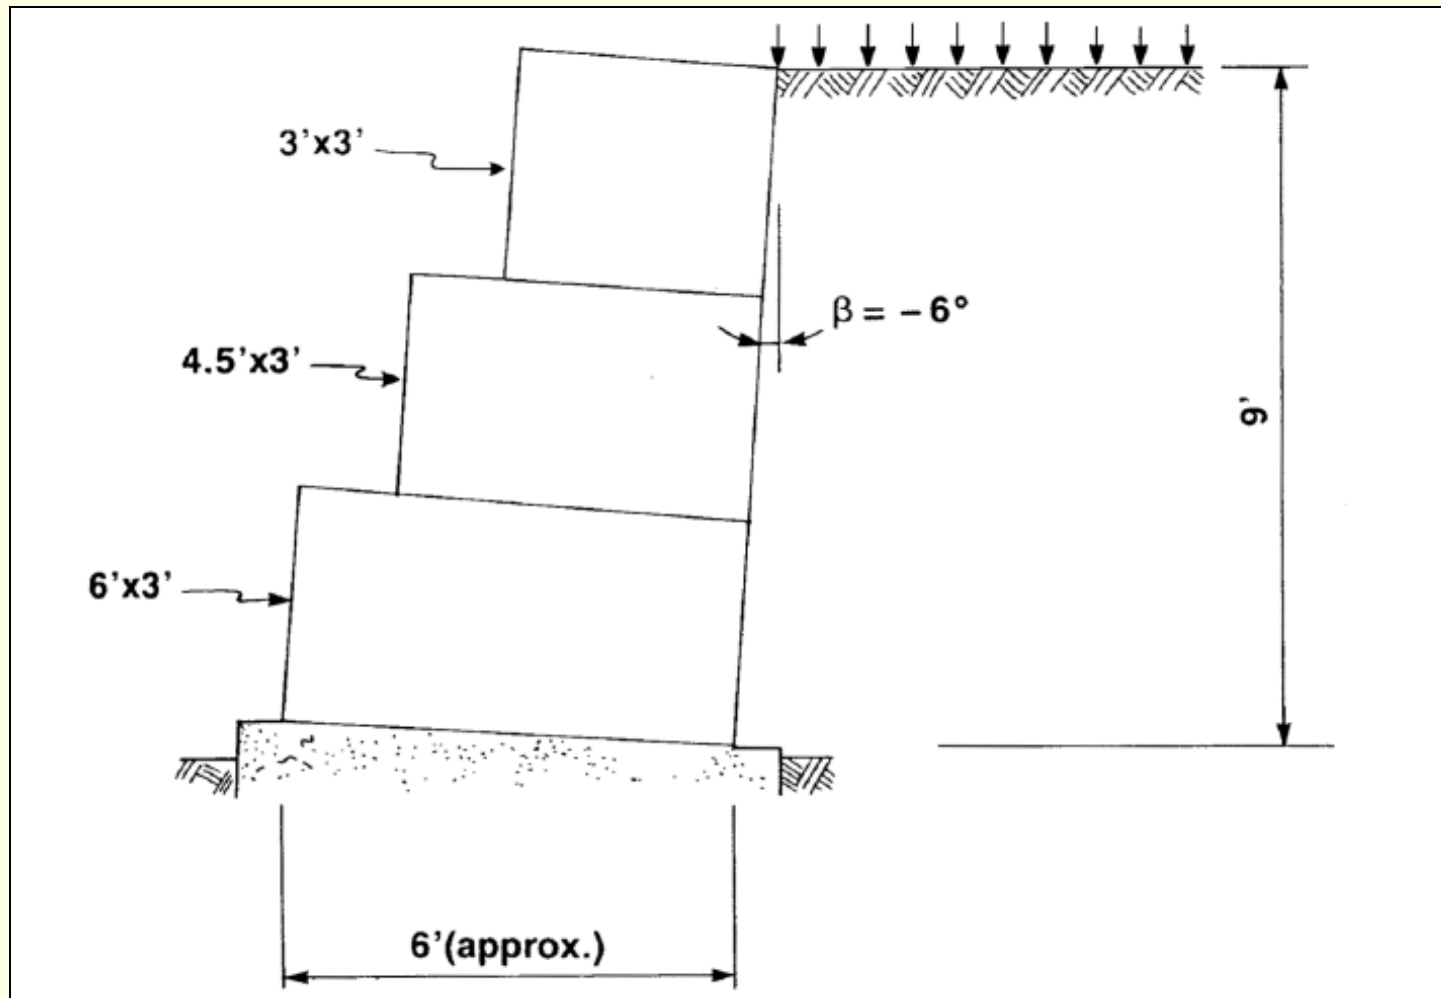 3’x3’
β = – 6°
4.5’x3’
9’
6’x3’
6’(approx.)